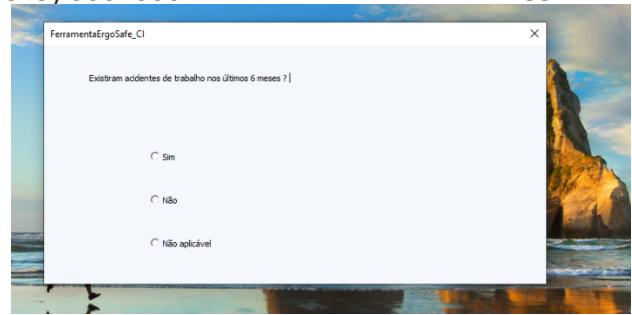 FerramentaErgoSafe_CI
Existiram acidentes de trabalho nos últimos 6 meses ?
Sim
Não
Não aplicável